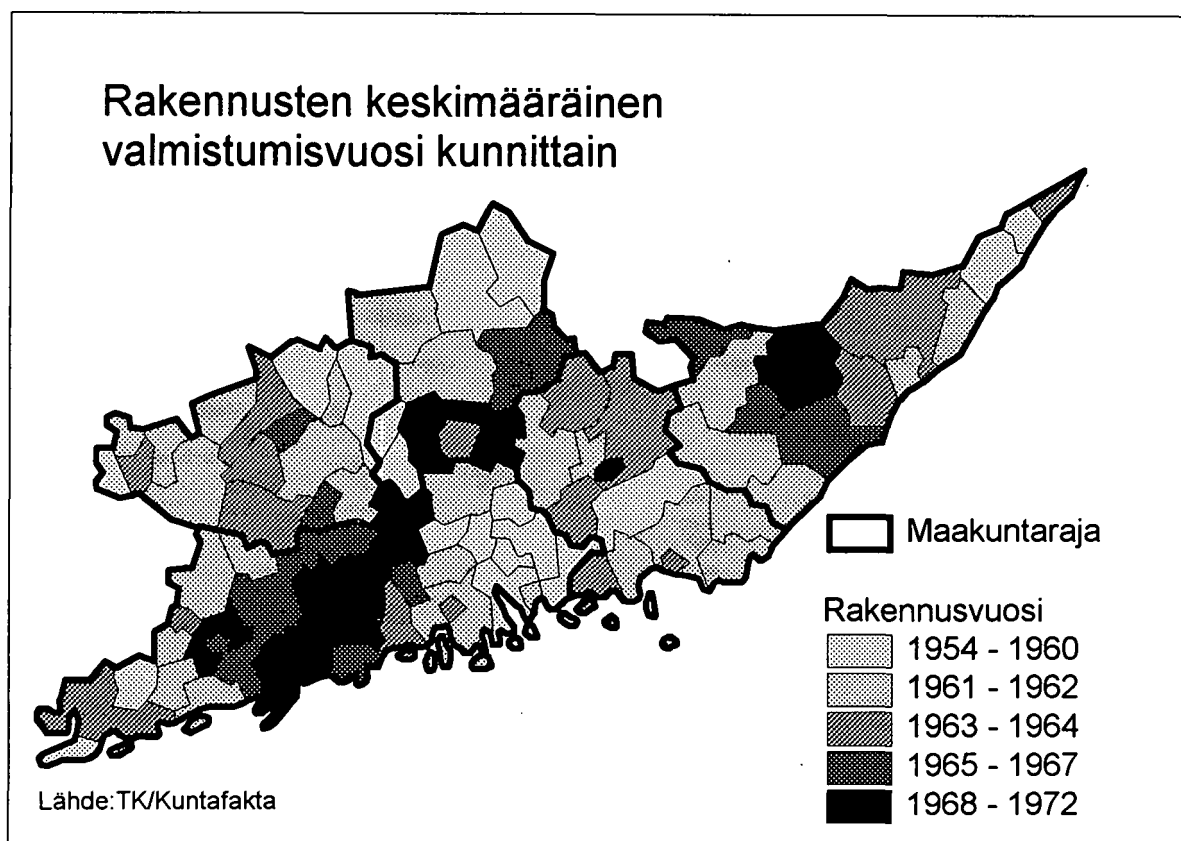 Rakennusten keskimääräinen
valmistumisvuosi kunnittain
Maakuntaraja
Rakennusvuosi
1954 - 1960
1961 - 1962
1963 - 1964
1965 - 1967
1968 - 1972
Lähde:TK/Kuntafakta